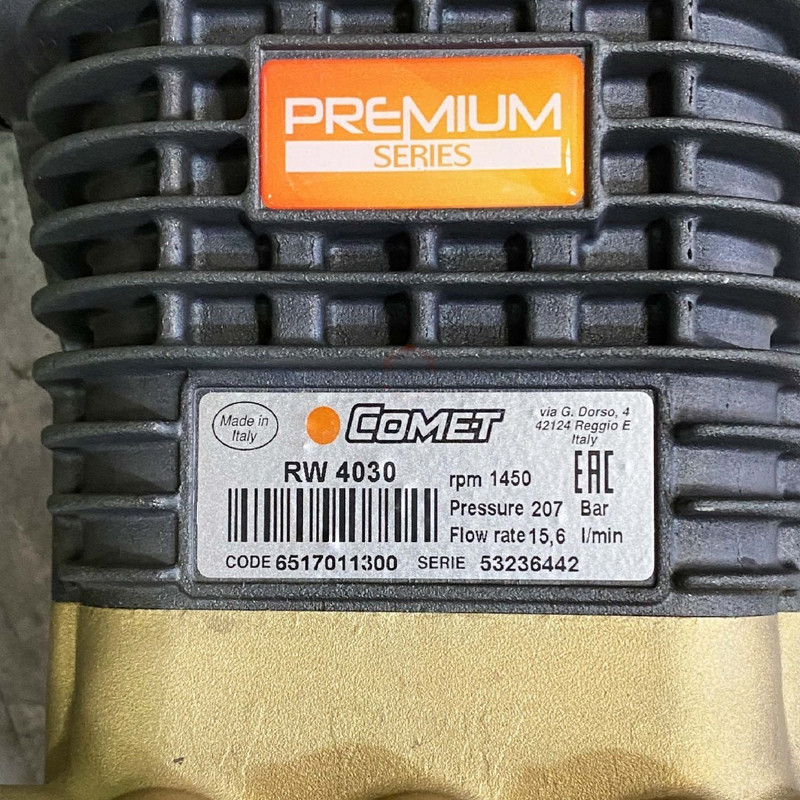 PREMIUM
SERIES
Made in
Italy
COMET
via G. Dorso, 4
42124 Reggio E
Italy
RW 4030
rpm 1450
EAC
Pressure 207 Bar
Flow rate 15,6 l/min
CODE 6517011300 SERIE 53236442